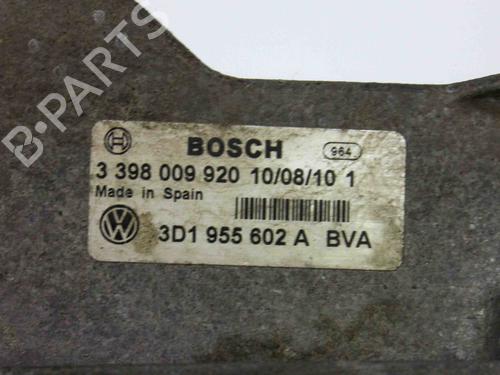 B-PARTS
BOSCH
964
3 398 009 920 10/08/10 1
Made in Spain
3D1 955 602 A BVA